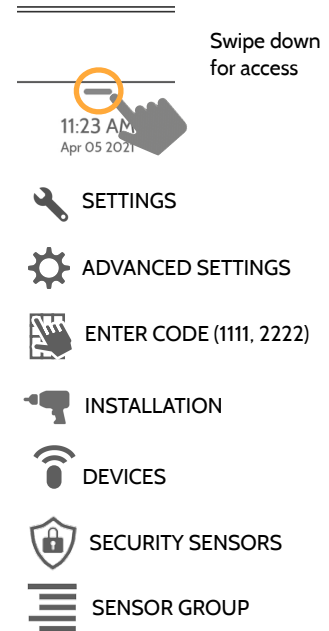 Swipe down
for access
11:23 AM
Apr 05 2021
SETTINGS
ADVANCED SETTINGS
ENTER CODE (1111, 2222)
INSTALLATION
DEVICES
SECURITY SENSORS
SENSOR GROUP